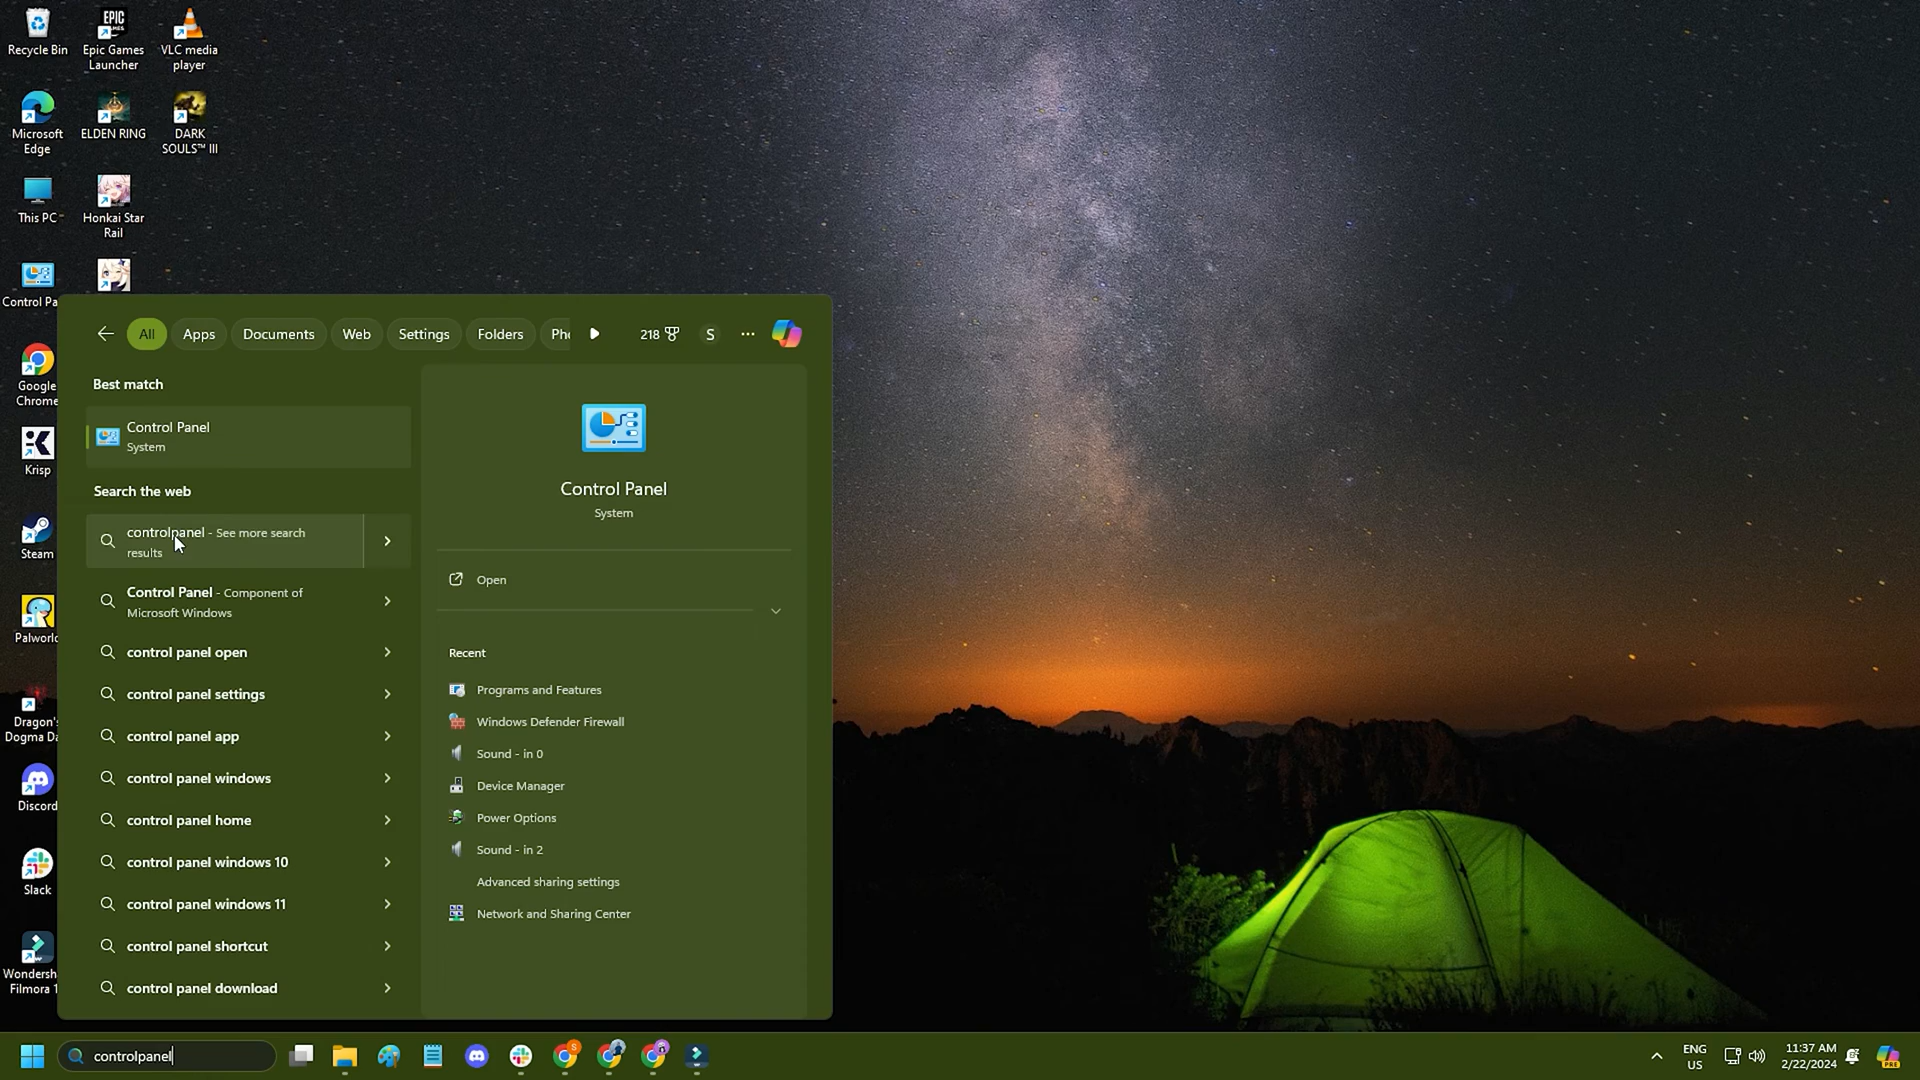 Recycle Bin
Epic Games
Launcher
VLC media
player
Microsoft
Edge
ELDEN RING
DARK
SOULS™ III
This PC
Honkai Star
Rail
Control Pa
Google
Chrome
Krisp
Steam
Palworld
Dragon's
Dogma Da
Discord
Slack
Wondersha
Filmora 1
All
Apps
Documents
Web
Settings
Folders
Pho
218
S
Best match
Control Panel
System
Search the web
controlpanel - See more search
results
Control Panel - Component of
Microsoft Windows
control panel open
control panel settings
control panel app
control panel windows
control panel home
control panel windows 10
control panel windows 11
control panel shortcut
control panel download
Control Panel
System
Open
Recent
Programs and Features
Windows Defender Firewall
Sound - in 0
Device Manager
Power Options
Sound - in 2
Advanced sharing settings
Network and Sharing Center
controlpanel
ENG
US
11:37 AM
2/22/2024